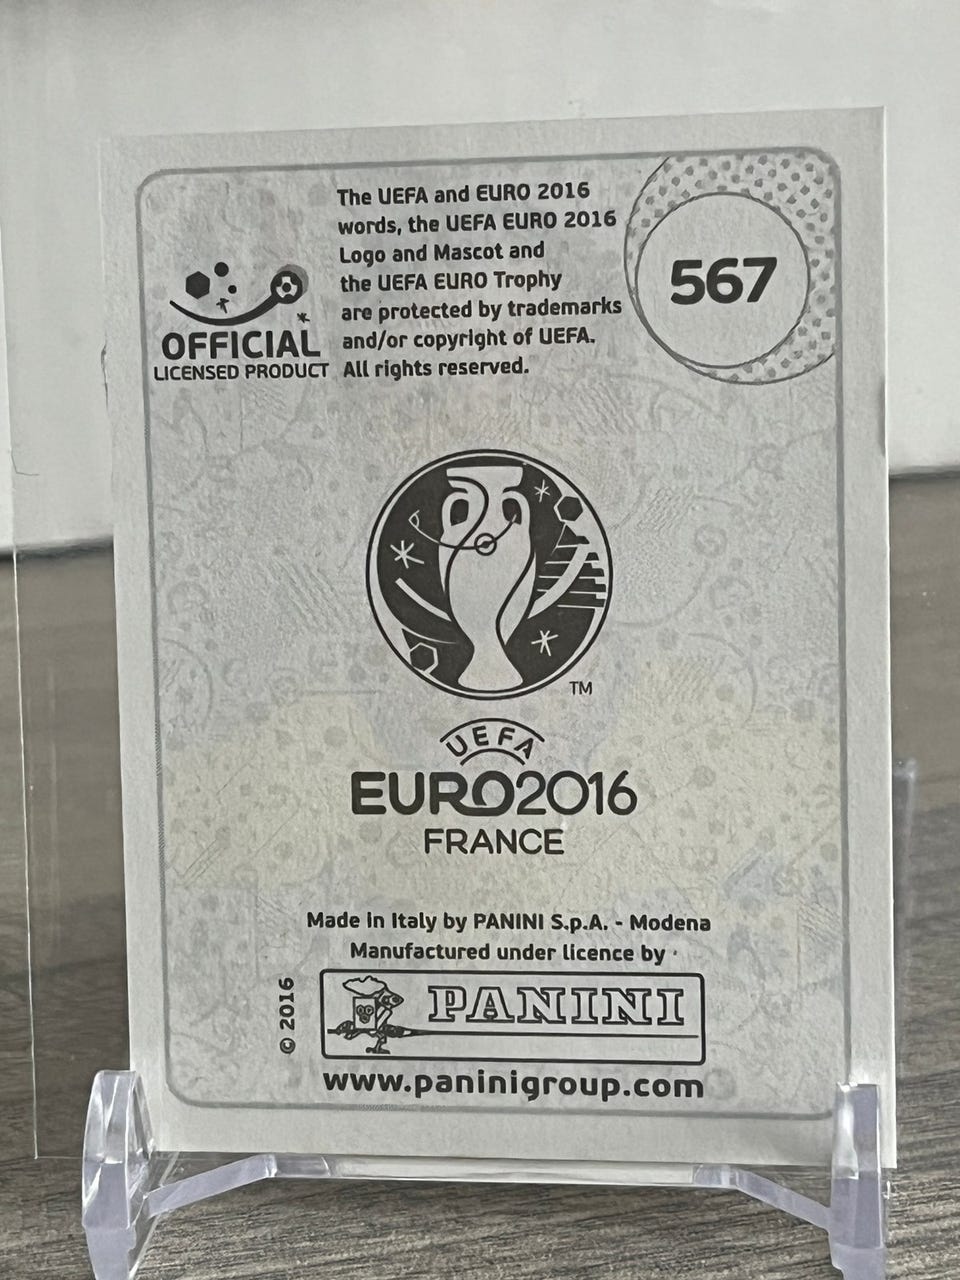 The UEFA and EURO 2016
words, the UEFA EURO 2016
Logo and Mascot and
the UEFA EURO Trophy
are protected by trademarks
and/or copyright of UEFA.
All rights reserved.
OFFICIAL
LICENSED PRODUCT
567
TM
UEFA
EURO2016
FRANCE
Made in Italy by PANINI S.p.A. - Modena
Manufactured under licence by
© 2016
PANINI
www.paninigroup.com